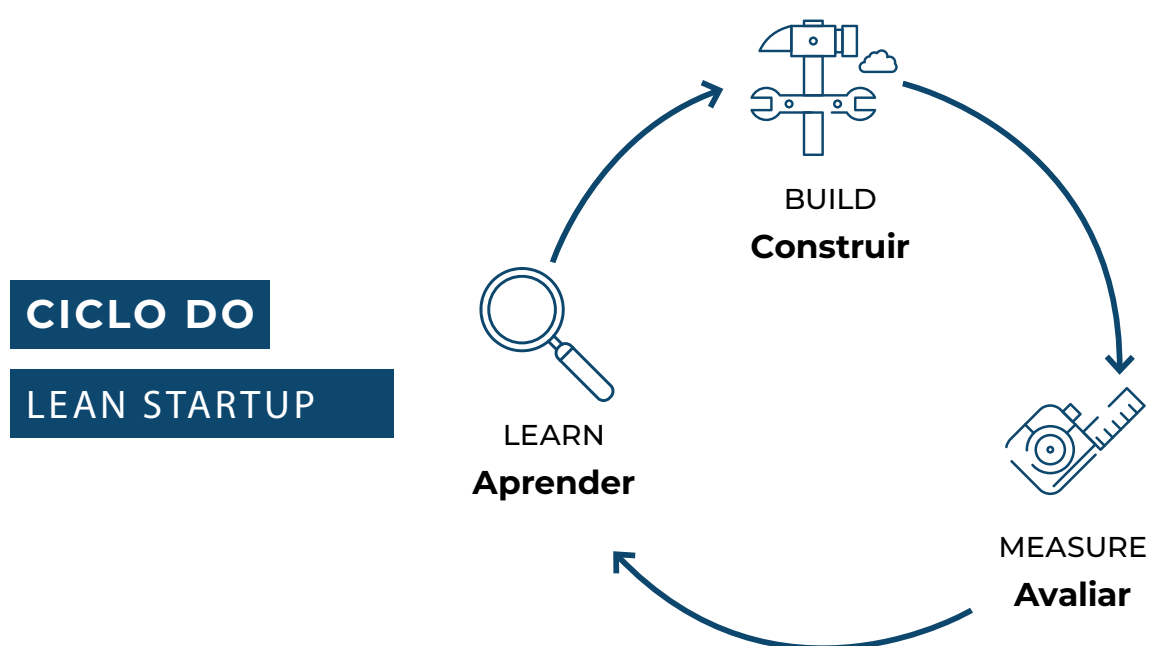 CICLO DO
LEAN STARTUP
BUILD
Construir
MEASURE
Avaliar
LEARN
Aprender